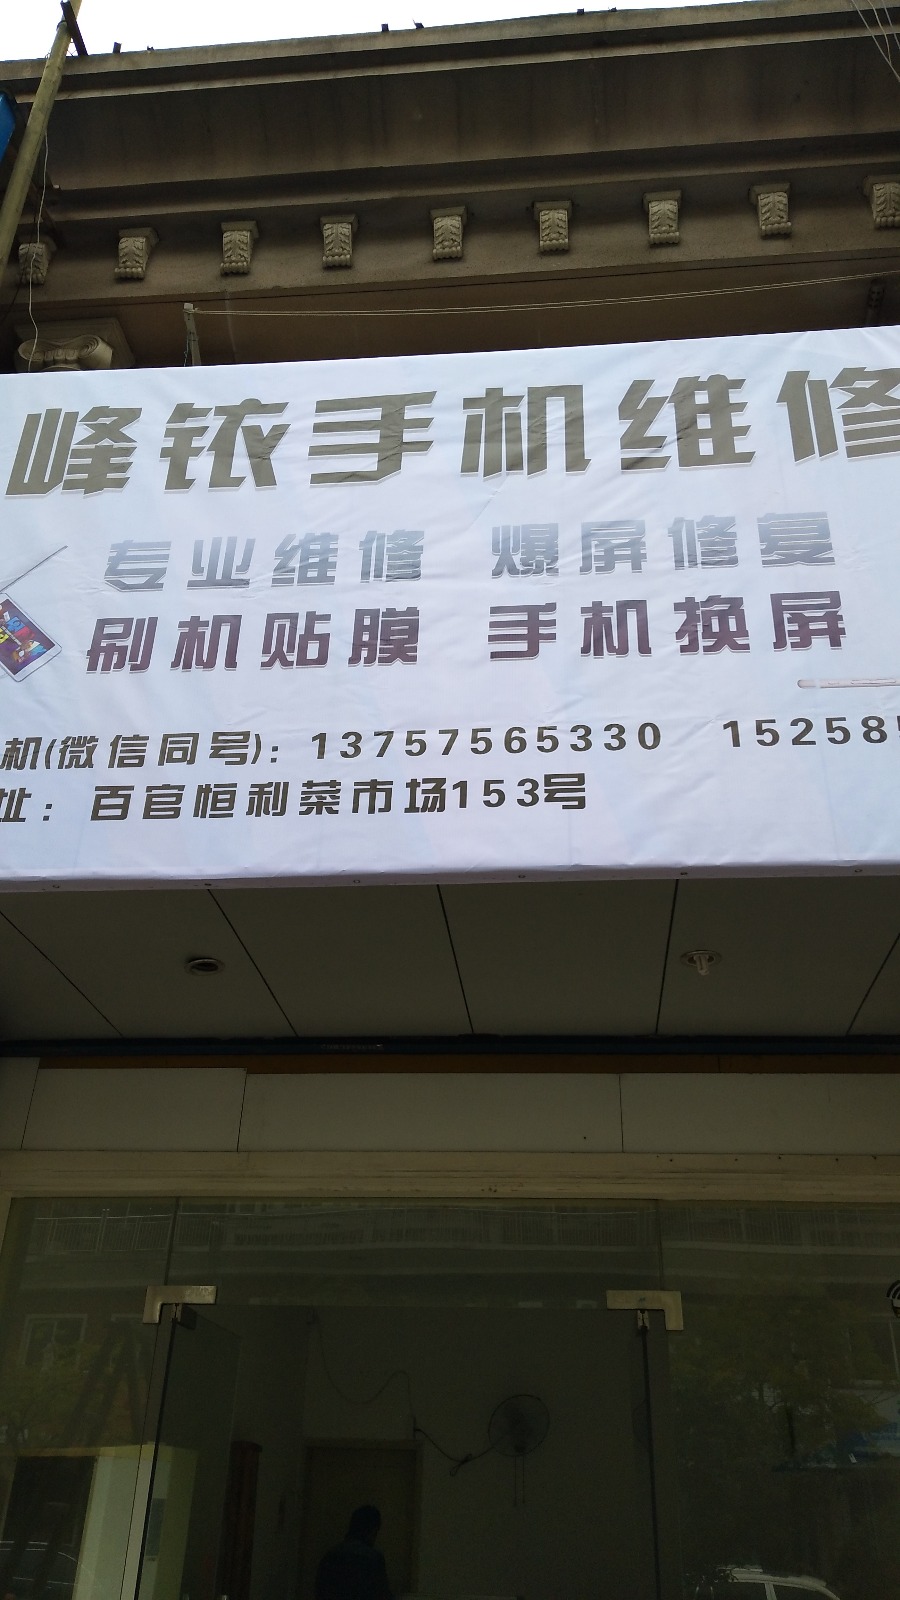 峰铱手机维修
专业维修 爆屏修复
刷机贴膜 手机换屏
机(微信同号): 13757565330 15258
址: 百官恒利菜市场153号